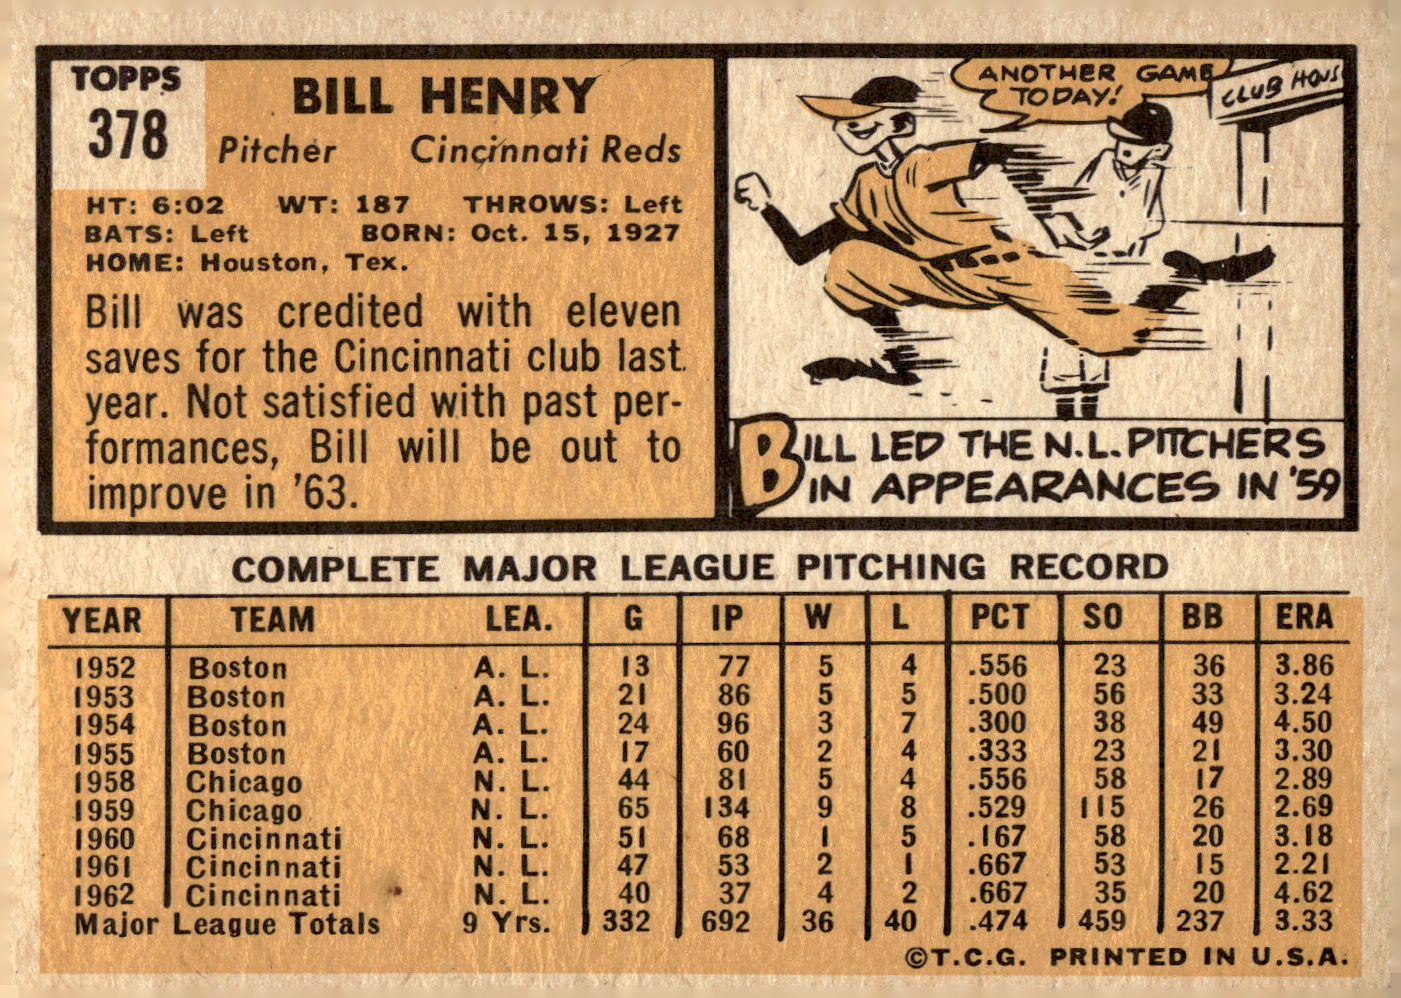 TOPPS
378
BILL HENRY
Pitcher Cincinnati Reds
HT: 6:02 WT: 187 THROWS: Left
BATS: Left BORN: Oct. 15, 1927
HOME: Houston, Tex.
Bill was credited with eleven
saves for the Cincinnati club last
year. Not satisfied with past per-
formances, Bill will be out to
improve in '63.
ANOTHER GAME
TODAY!
CLUB HOUS
BILL LED THE N.L. PITCHERS
IN APPEARANCES IN '59
COMPLETE MAJOR LEAGUE PITCHING RECORD
YEAR TEAM LEA. G IP W L PCT SO BB ERA
1952 Boston A. L. 13 77 5 4 .556 23 36 3.86
1953 Boston A. L. 21 86 5 5 .500 56 33 3.24
1954 Boston A. L. 24 96 3 7 .300 38 49 4.50
1955 Boston A. L. 17 60 2 4 .333 23 21 3.30
1958 Chicago N. L. 44 81 5 4 .556 58 17 2.89
1959 Chicago N. L. 65 134 9 8 .529 115 26 2.69
1960 Cincinnati N. L. 51 68 1 5 .167 58 20 3.18
1961 Cincinnati N. L. 47 53 2 1 .667 53 15 2.21
1962 Cincinnati N. L. 40 37 4 2 .667 35 20 4.62
Major League Totals 9 Yrs. 332 692 36 40 .474 459 237 3.33
©T.C.G. PRINTED IN U.S.A.